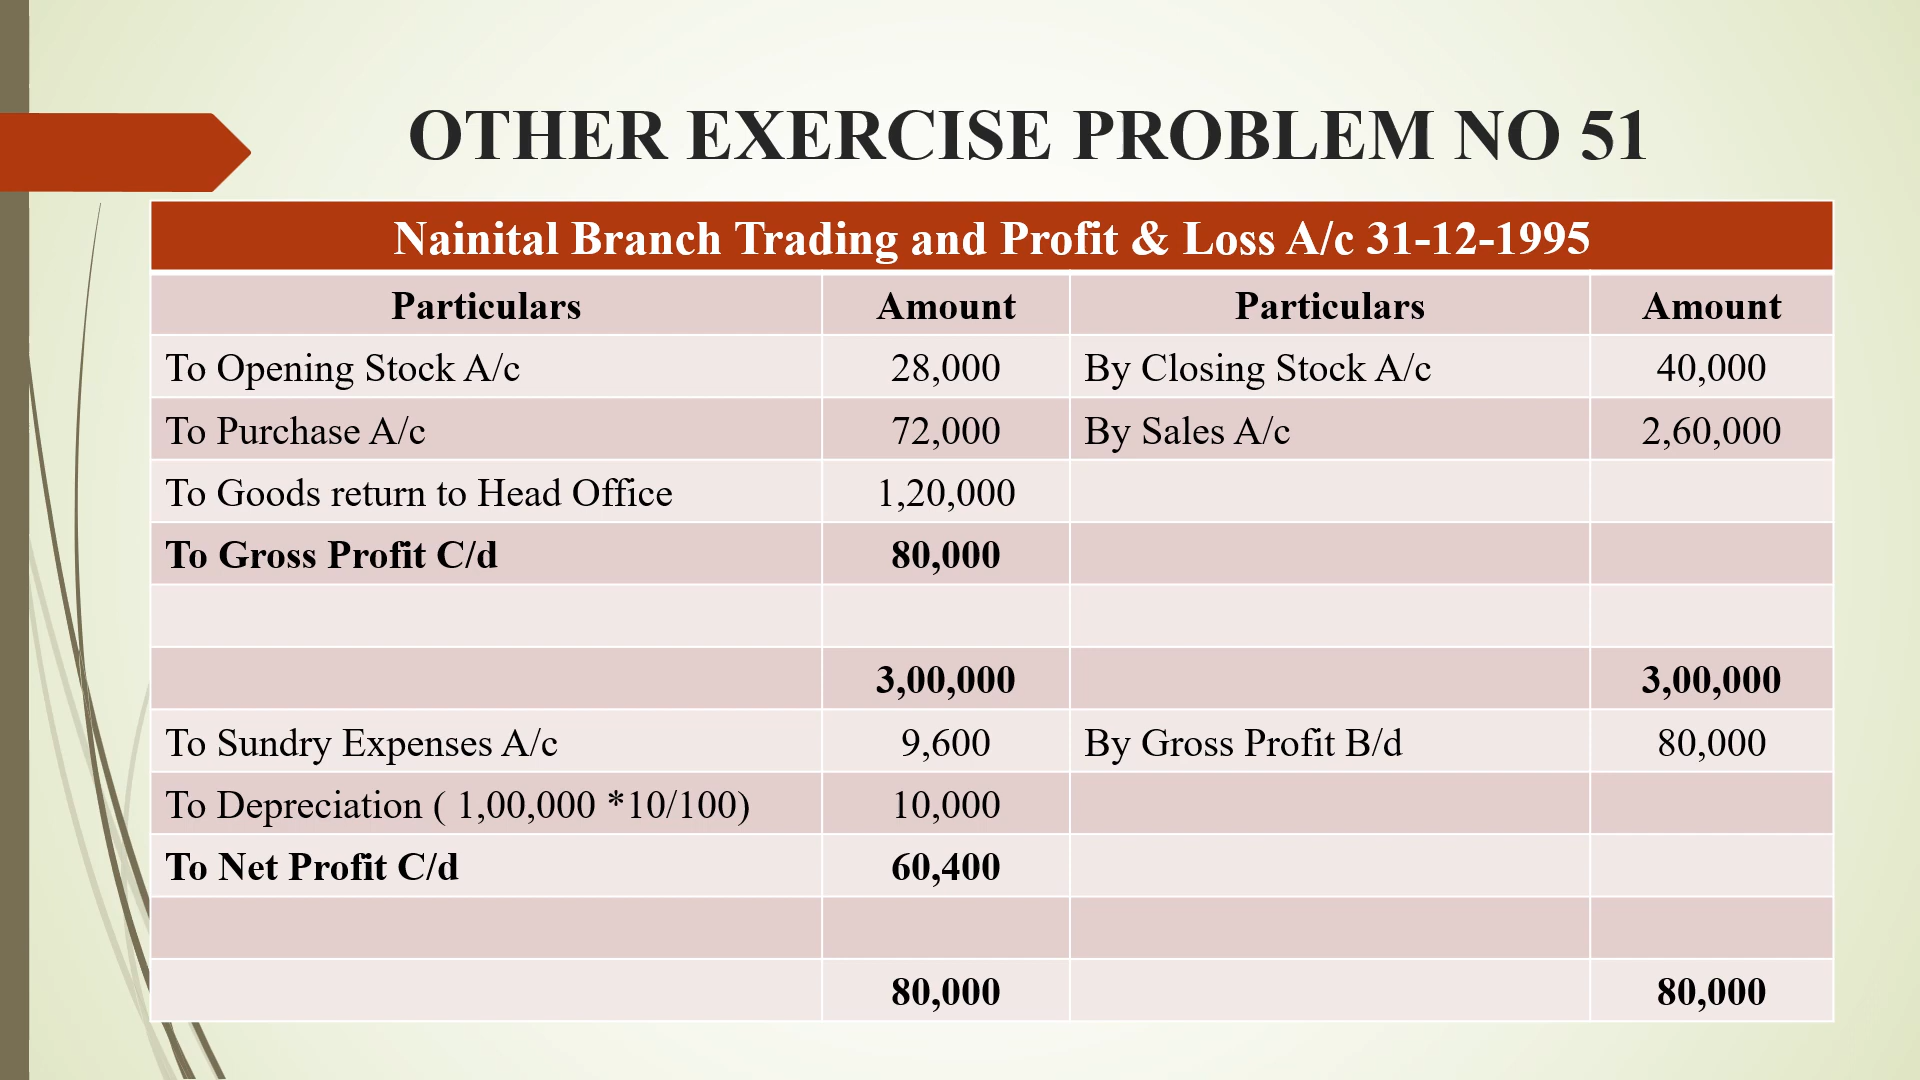 OTHER EXERCISE PROBLEM NO 51
Nainital Branch Trading and Profit & Loss A/c 31-12-1995
Particulars Amount Particulars Amount
To Opening Stock A/c 28,000 By Closing Stock A/c 40,000
To Purchase A/c 72,000 By Sales A/c 2,60,000
To Goods return to Head Office 1,20,000
To Gross Profit C/d 80,000
3,00,000 3,00,000
To Sundry Expenses A/c 9,600 By Gross Profit B/d 80,000
To Depreciation ( 1,00,000 *10/100) 10,000
To Net Profit C/d 60,400
80,000 80,000